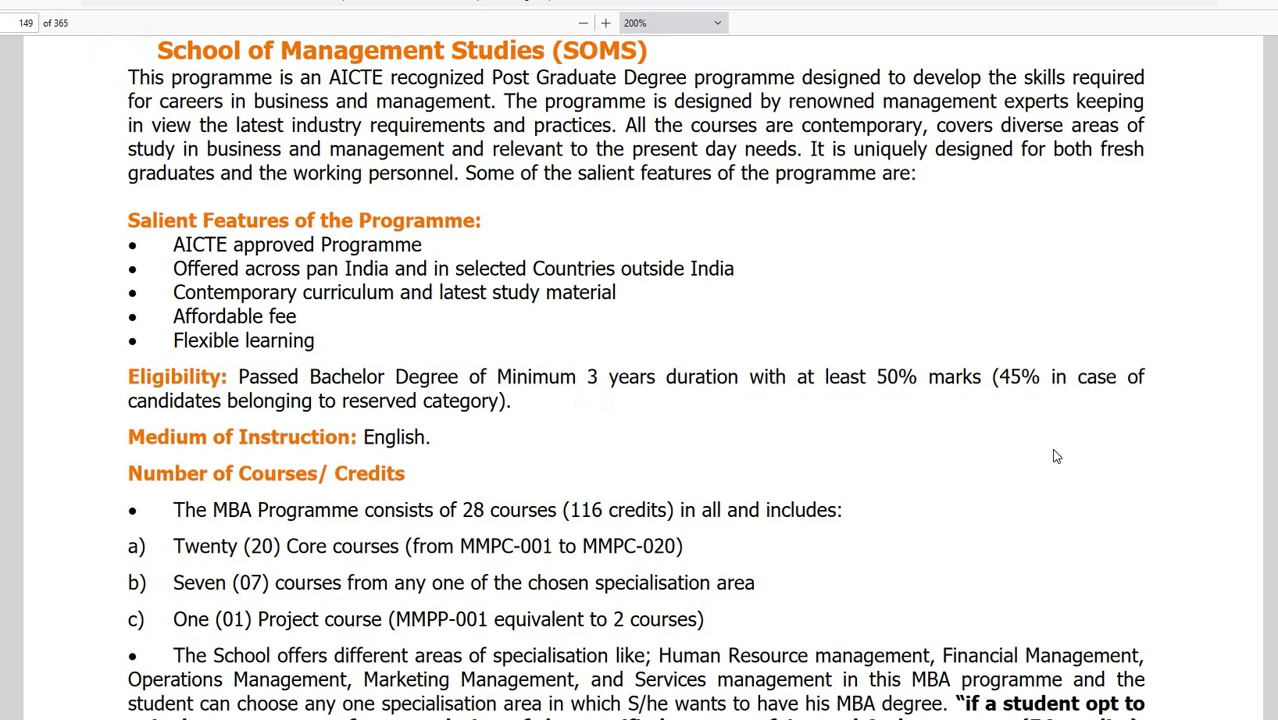 149 of 365
200%
School of Management Studies (SOMS)
This programme is an AICTE recognized Post Graduate Degree programme designed to develop the skills required
for careers in business and management. The programme is designed by renowned management experts keeping
in view the latest industry requirements and practices. All the courses are contemporary, covers diverse areas of
study in business and management and relevant to the present day needs. It is uniquely designed for both fresh
graduates and the working personnel. Some of the salient features of the programme are:
Salient Features of the Programme:
• AICTE approved Programme
• Offered across pan India and in selected Countries outside India
• Contemporary curriculum and latest study material
• Affordable fee
• Flexible learning
Eligibility: Passed Bachelor Degree of Minimum 3 years duration with at least 50% marks (45% in case of
candidates belonging to reserved category).
Medium of Instruction: English.
Number of Courses/ Credits
• The MBA Programme consists of 28 courses (116 credits) in all and includes:
a) Twenty (20) Core courses (from MMPC-001 to MMPC-020)
b) Seven (07) courses from any one of the chosen specialisation area
c) One (01) Project course (MMPP-001 equivalent to 2 courses)
• The School offers different areas of specialisation like; Human Resource management, Financial Management,
Operations Management, Marketing Management, and Services management in this MBA programme and the
student can choose any one specialisation area in which S/he wants to have his MBA degree. “if a student opt to